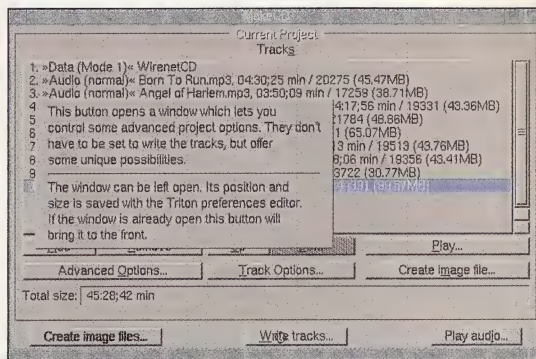 MakeCD
Current Project
Tracks
1. »Data (Mode 1)« WirenetCD
2. »Audio (normal)« Born To Run.mp3, 04:30;25 min / 20275 (45.47MB)
3. »Audio (normal)« Angel of Harlem.mp3, 03:50;09 min / 17259 (38.71MB)
4 4:17;56 min / 19331 (43.36MB)
5 21784 (48.86MB)
6 1 (65.07MB)
7 3 min / 19513 (43.76MB)
8 8;06 min / 19356 (43.41MB)
9 3722 (30.77MB)
This button opens a window which lets you
control some advanced project options. They don't
have to be set to write the tracks, but offer
some unique possibilities.
The window can be left open. Its position and
size is saved with the Triton preferences editor.
If the window is already open this button will
bring it to the front.
Play...
Advanced Options... Track Options... Create image file...
Total size: 45:28;42 min
Create image files... Write tracks... Play audio...